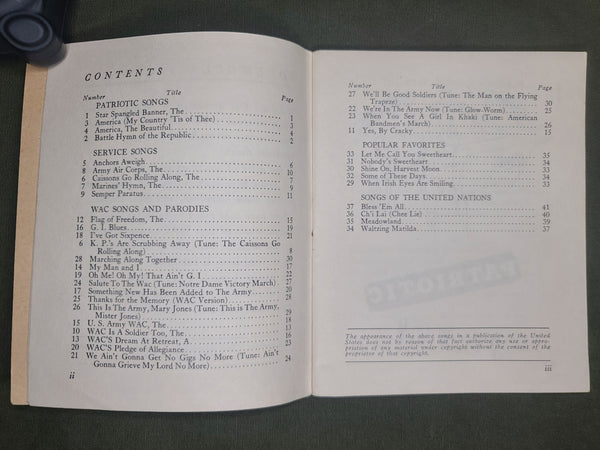 CONTENTS
Number Title Page
PATRIOTIC SONGS
1 Star Spangled Banner, The 1
3 America (My Country 'Tis of Thee) 3
4 America, The Beautiful 4
2 Battle Hymn of the Republic 2
SERVICE SONGS
5 Anchors Aweigh 6
8 Army Air Corps, The 10
6 Caissons Go Rolling Along, The 7
7 Marines' Hymn, The 9
9 Semper Paratus 11
WAC SONGS AND PARODIES
12 Flag of Freedom, The 15
16 G. I. Blues 19
18 I've Got Sixpence 21
6 K. P.'s Are Scrubbing Away (Tune: The Caissons Go
Rolling Along) 8
28 Marching Along Together
14 My Man and I 17
19 Oh Me! Oh My! That Ain't G. I. 22
24 Salute To the Wac (Tune: Notre Dame Victory March) 27
17 Something New Has Been Added To the Army 20
25 Thanks for the Memory (WAC Version) 28
26 This Is The Army, Mary Jones (Tune: This is The Army,
Mister Jones) 29
15 U. S. Army WAC, The 18
10 WAC Is A Soldier Too, The 13
13 WAC'S Dream At Retreat, A 16
20 WAC'S Pledge of Allegiance 23
21 We Ain't Gonna Get No Gigs No More (Tune: Ain't
Gonna Grieve My Lord No More) 24
ii
Number Title Page
27 We'll Be Good Soldiers (Tune: The Man on the Flying
Trapeze) 30
22 We're In The Army Now (Tune: Glow-Worm) 25
23 When You See A Girl In Khaki (Tune: American
Bandmen's March) 26
11 Yes, By Cracky 15
POPULAR FAVORITES
33 Let Me Call You Sweetheart 35
31 Nobody's Sweetheart 34
30 Shine On, Harvest Moon 33
32 Some of These Days 34
29 When Irish Eyes Are Smiling 33
SONGS OF THE UNITED NATIONS
37 Bless 'Em All 41
36 Ch'i Lai (Chee Lie) 40
35 Meadowland 39
34 Waltzing Matilda 37
The appearance of the above songs in a publication of the United
States does not by reason of that fact authorize any use or appro-
priation of any material under copyright without the consent of the
proprietor of that copyright.
iii